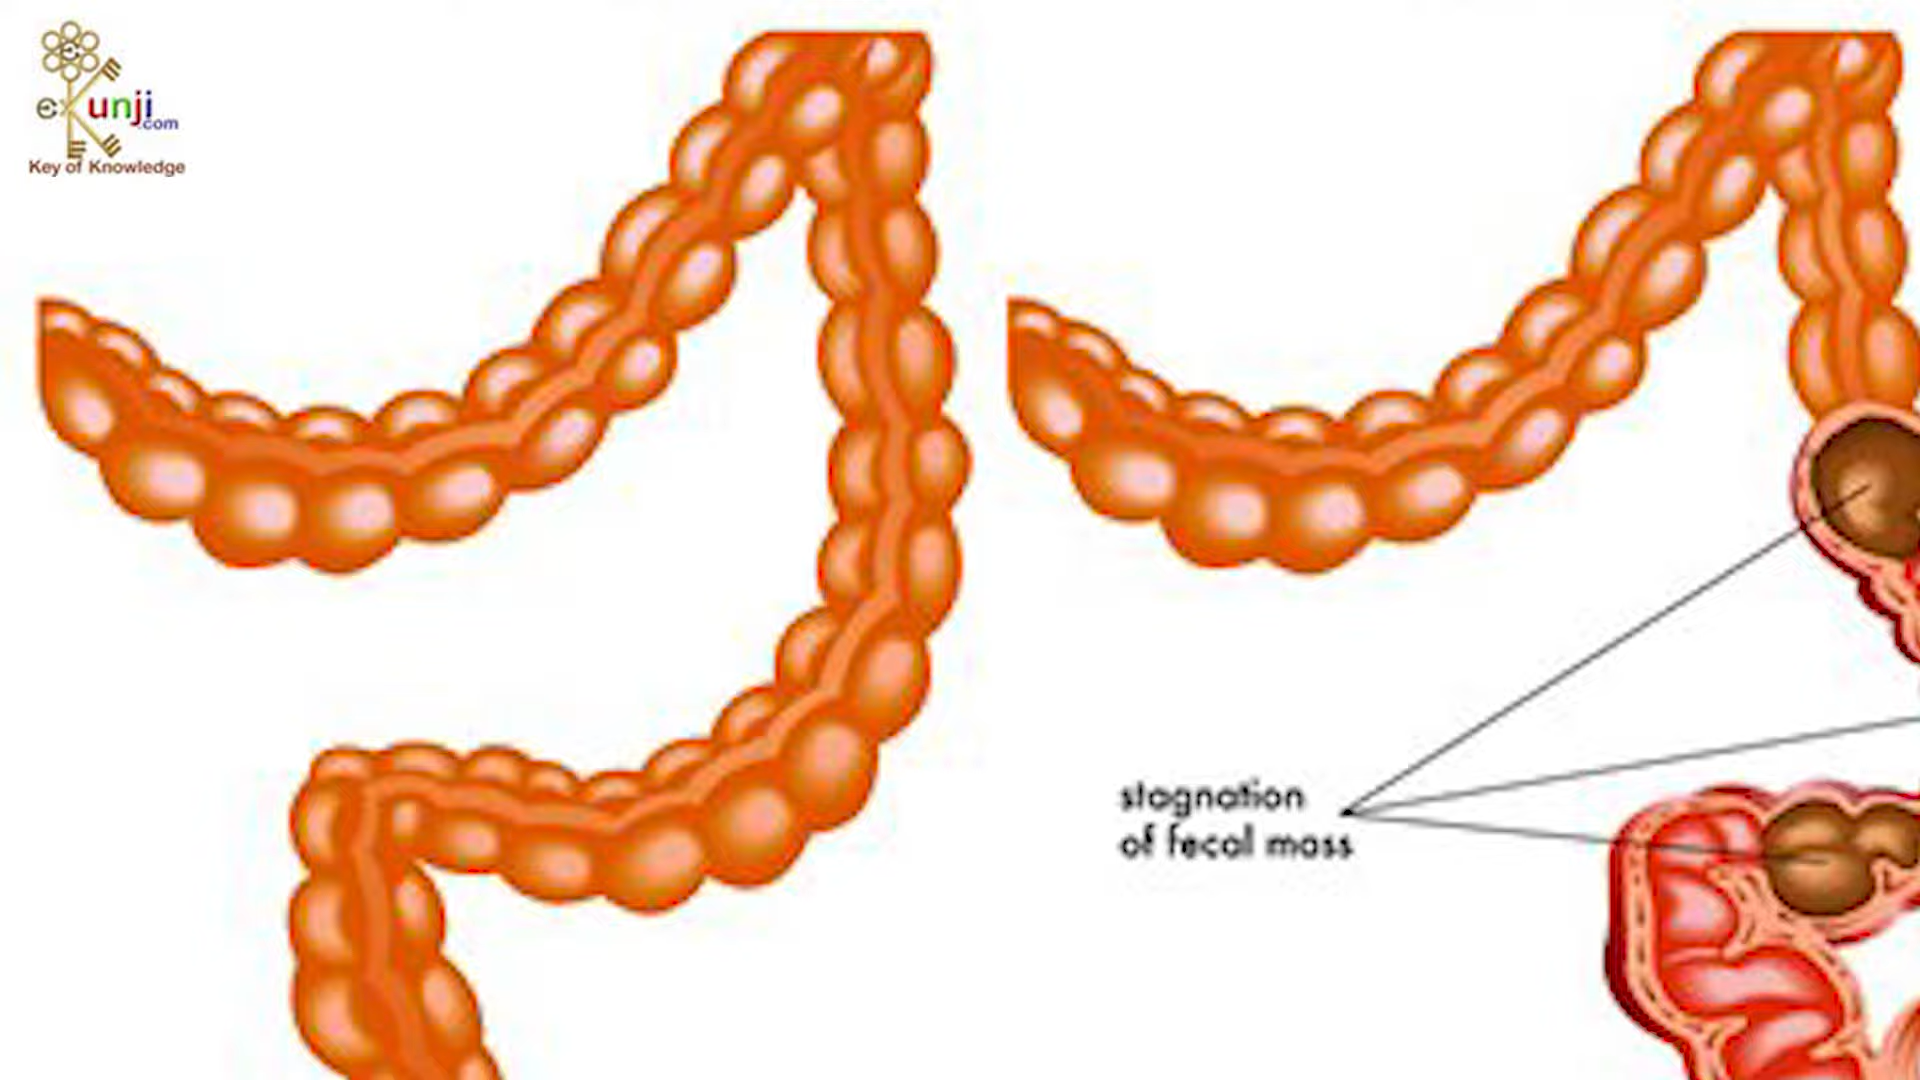 eKunji
.com
Key of Knowledge
stagnation
of fecal mass